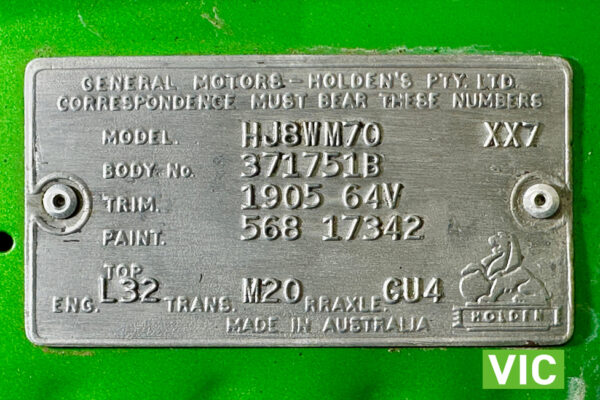 GENERAL MOTORS – HOLDEN'S PTY. LTD.
CORRESPONDENCE MUST BEAR THESE NUMBERS
MODEL. HJ8WM70 XX7
BODY No. 371751B
TRIM. 1905 64V
PAINT. 568 17342
TOP
ENG. L32 TRANS. M20 RRAXLE. GU4
HOLDEN
MADE IN AUSTRALIA
VIC